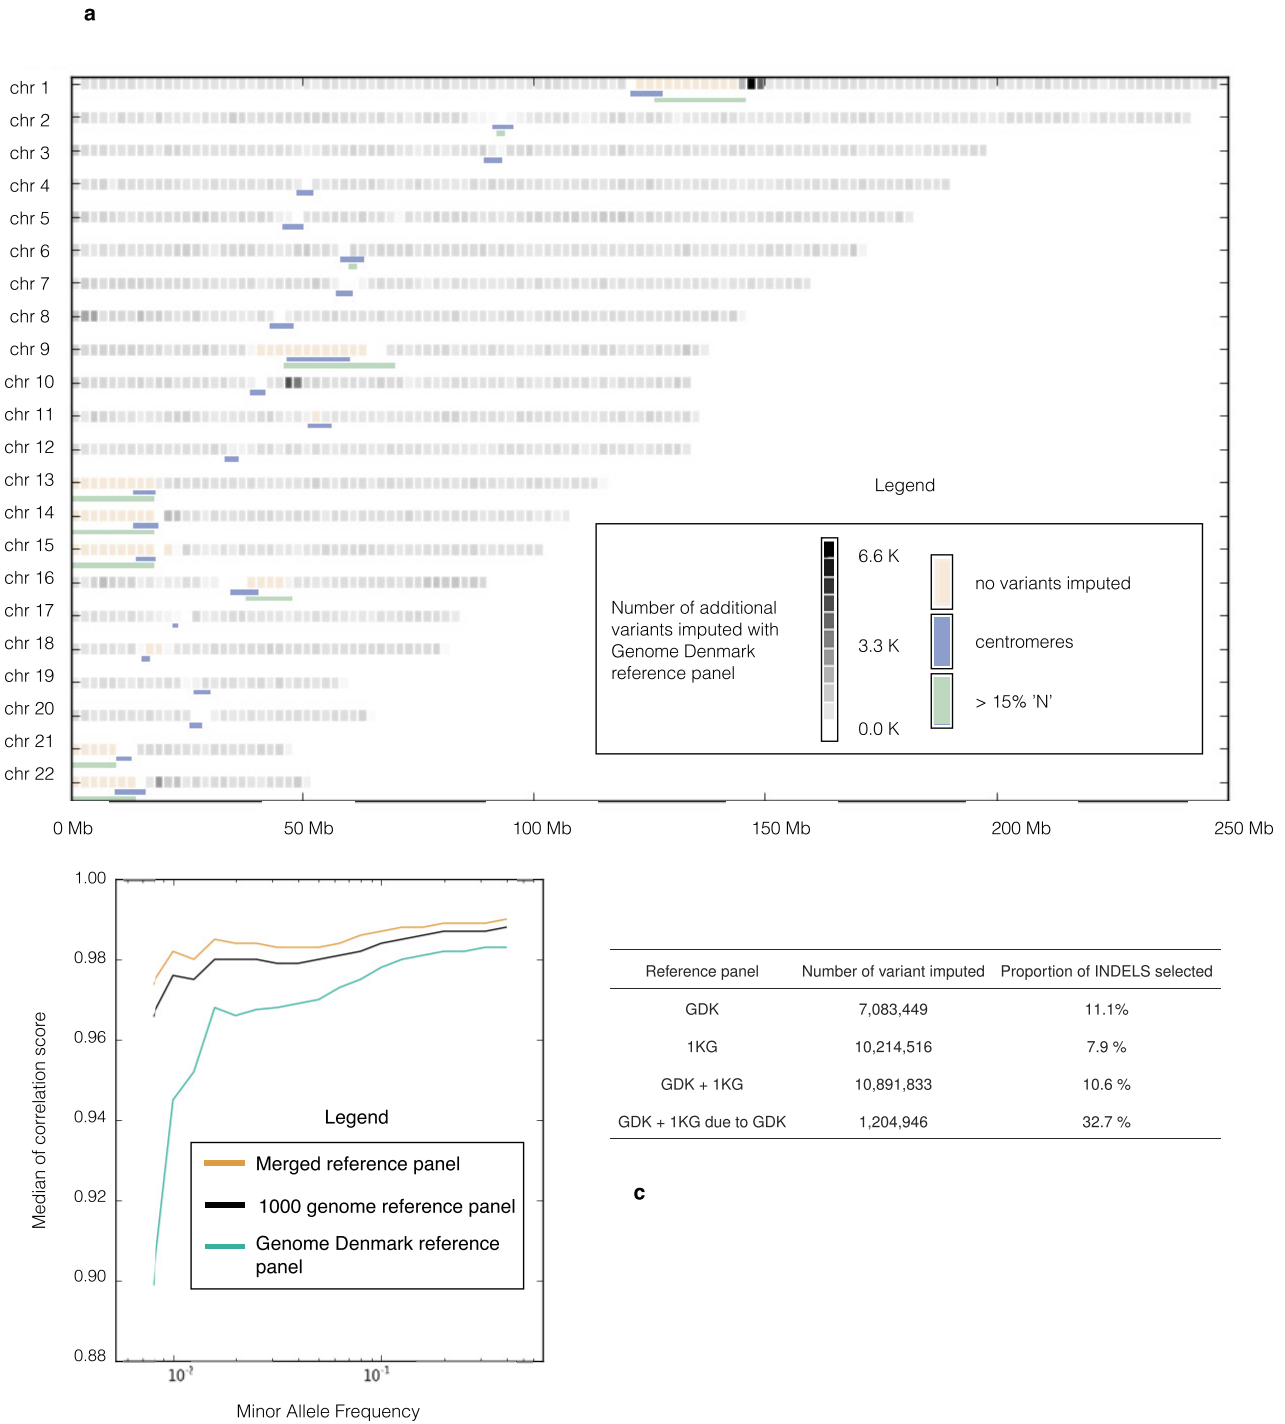 a
chr 1
chr 2
chr 3
chr 4
chr 5
chr 6
chr 7
chr 8
chr 9
chr 10
chr 11
chr 12
chr 13
chr 14
chr 15
chr 16
chr 17
chr 18
chr 19
chr 20
chr 21
chr 22
0 Mb 50 Mb 100 Mb 150 Mb 200 Mb 250 Mb
Legend
Number of additional
variants imputed with
Genome Denmark
reference panel
6.6 K
3.3 K
0.0 K
no variants imputed
centromeres
> 15% 'N'
Median of correlation score
1.00
0.98
0.96
0.94
0.92
0.90
0.88
10⁻² 10⁻¹
Minor Allele Frequency
Legend
Merged reference panel
1000 genome reference panel
Genome Denmark reference
panel
Reference panel Number of variant imputed Proportion of INDELS selected
GDK 7,083,449 11.1%
1KG 10,214,516 7.9 %
GDK + 1KG 10,891,833 10.6 %
GDK + 1KG due to GDK 1,204,946 32.7 %
c